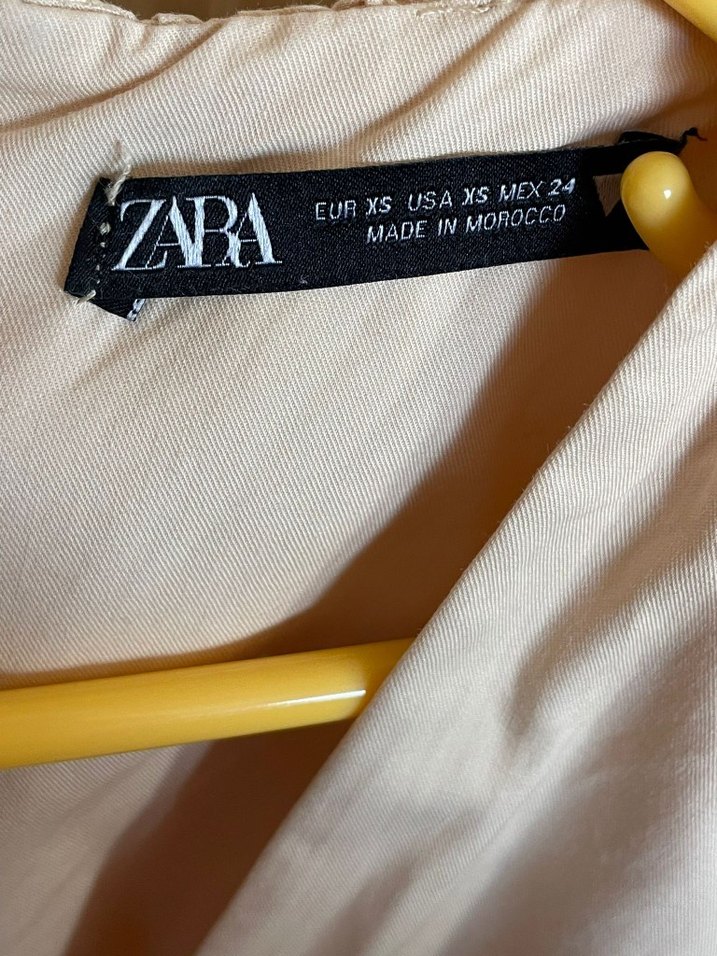 ZARA
EUR XS USA XS MEX 24
MADE IN MOROCCO